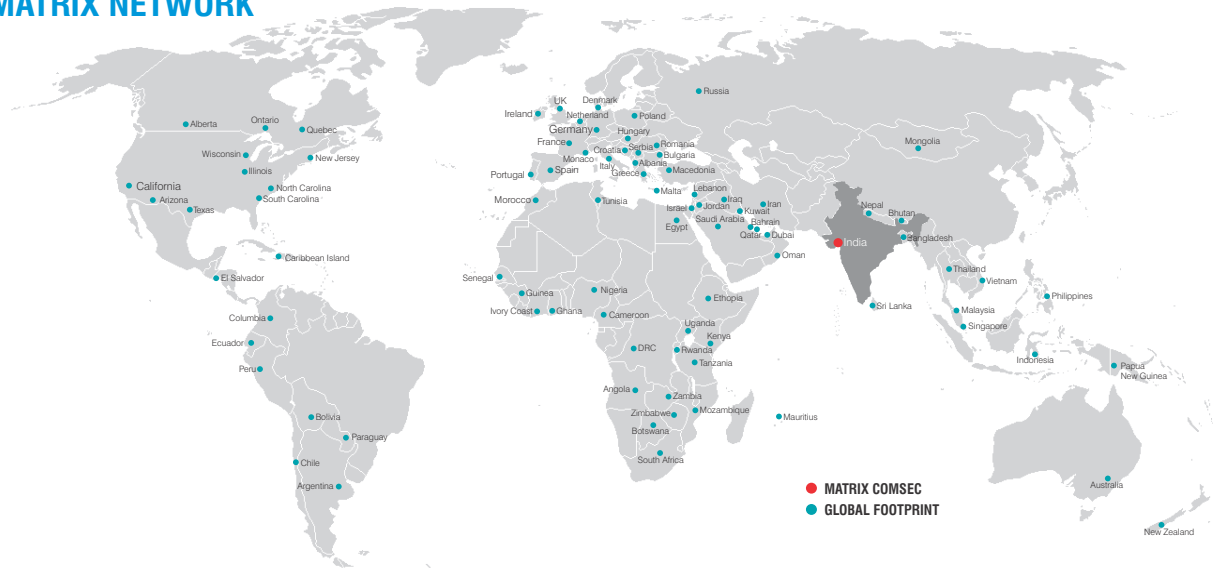 MATRIX NETWORK
Russia
UK
Denmark
Ireland
Netherland
Poland
Alberta
Ontario
Quebec
Germany
Hungary
France
Croatia
Serbia
Romania
Mongolia
Wisconsin
New Jersey
Monaco
Italy
Bulgaria
Albania
Illinois
Portugal
Spain
Greece
Macedonia
California
North Carolina
Malta
Lebanon
Arizona
South Carolina
Morocco
Tunisia
Israel
Jordan
Iraq
Iran
Nepal
Texas
Kuwait
Bhutan
Egypt
Saudi Arabia
Bahrain
Qatar
Dubai
India
Bangladesh
Caribbean Island
Oman
El Salvador
Senegal
Thailand
Vietnam
Guinea
Nigeria
Ethopia
Philippines
Columbia
Ivory Coast
Ghana
Cameroon
Sri Lanka
Malaysia
Uganda
Singapore
Ecuador
DRC
Kenya
Rwanda
Indonesia
Peru
Tanzania
Papua
New Guinea
Angola
Zambia
Bolivia
Zimbabwe
Mozambique
Mauritius
Paraguay
Botswana
Chile
South Africa
Argentina
MATRIX COMSEC
Australia
GLOBAL FOOTPRINT
New Zealand